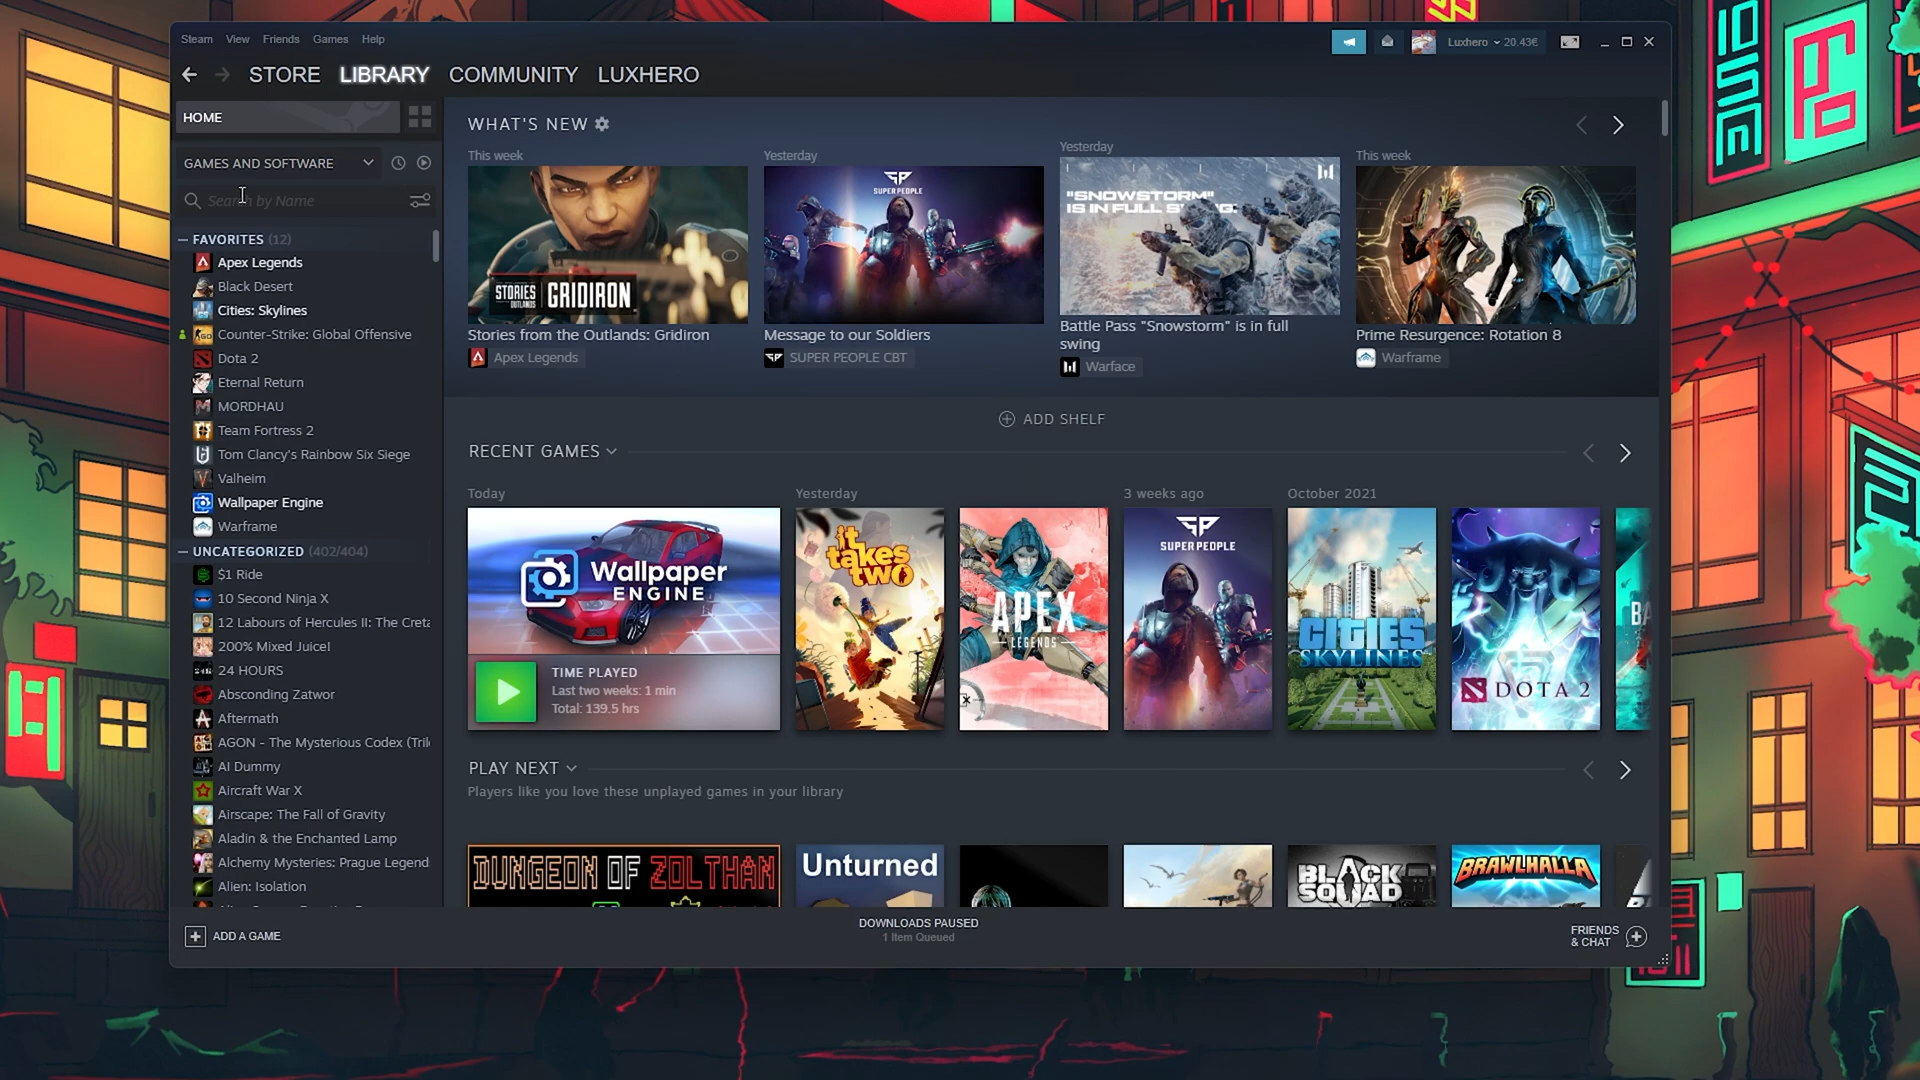 Steam View Friends Games Help
Luxhero 20.43€
STORE LIBRARY COMMUNITY LUXHERO
HOME
GAMES AND SOFTWARE
Search by Name
FAVORITES (12)
Apex Legends
Black Desert
Cities: Skylines
Counter-Strike: Global Offensive
Dota 2
Eternal Return
MORDHAU
Team Fortress 2
Tom Clancy's Rainbow Six Siege
Valheim
Wallpaper Engine
Warframe
UNCATEGORIZED (402/404)
$1 Ride
10 Second Ninja X
12 Labours of Hercules II: The Creta
200% Mixed Juice!
24 HOURS
Absconding Zatwor
Aftermath
AGON - The Mysterious Codex (Tril
AI Dummy
Aircraft War X
Airscape: The Fall of Gravity
Aladin & the Enchanted Lamp
Alchemy Mysteries: Prague Legend
Alien: Isolation
ADD A GAME
WHAT'S NEW
This week
STORIES OUTLANDS GRIDIRON
Stories from the Outlands: Gridiron
Apex Legends
Yesterday
SUPER PEOPLE
Message to our Soldiers
SUPER PEOPLE CBT
Yesterday
"SNOWSTORM"
IS IN FULL SWING.
Battle Pass "Snowstorm" is in full
swing
Warface
This week
Prime Resurgence: Rotation 8
Warframe
ADD SHELF
RECENT GAMES
Today
Wallpaper
ENGINE
TIME PLAYED
Last two weeks: 1 min
Total: 139.5 hrs
Yesterday
it
takes
two
APEX
LEGENDS
3 weeks ago
SUPER PEOPLE
October 2021
CITIES
SKYLINES
DOTA 2
BA
PLAY NEXT
Players like you love these unplayed games in your library
DUNGEON OF ZOLTHAN
Unturned
BLACK
SQUAD
BRAWLHALLA
DOWNLOADS PAUSED
1 Item Queued
FRIENDS
& CHAT